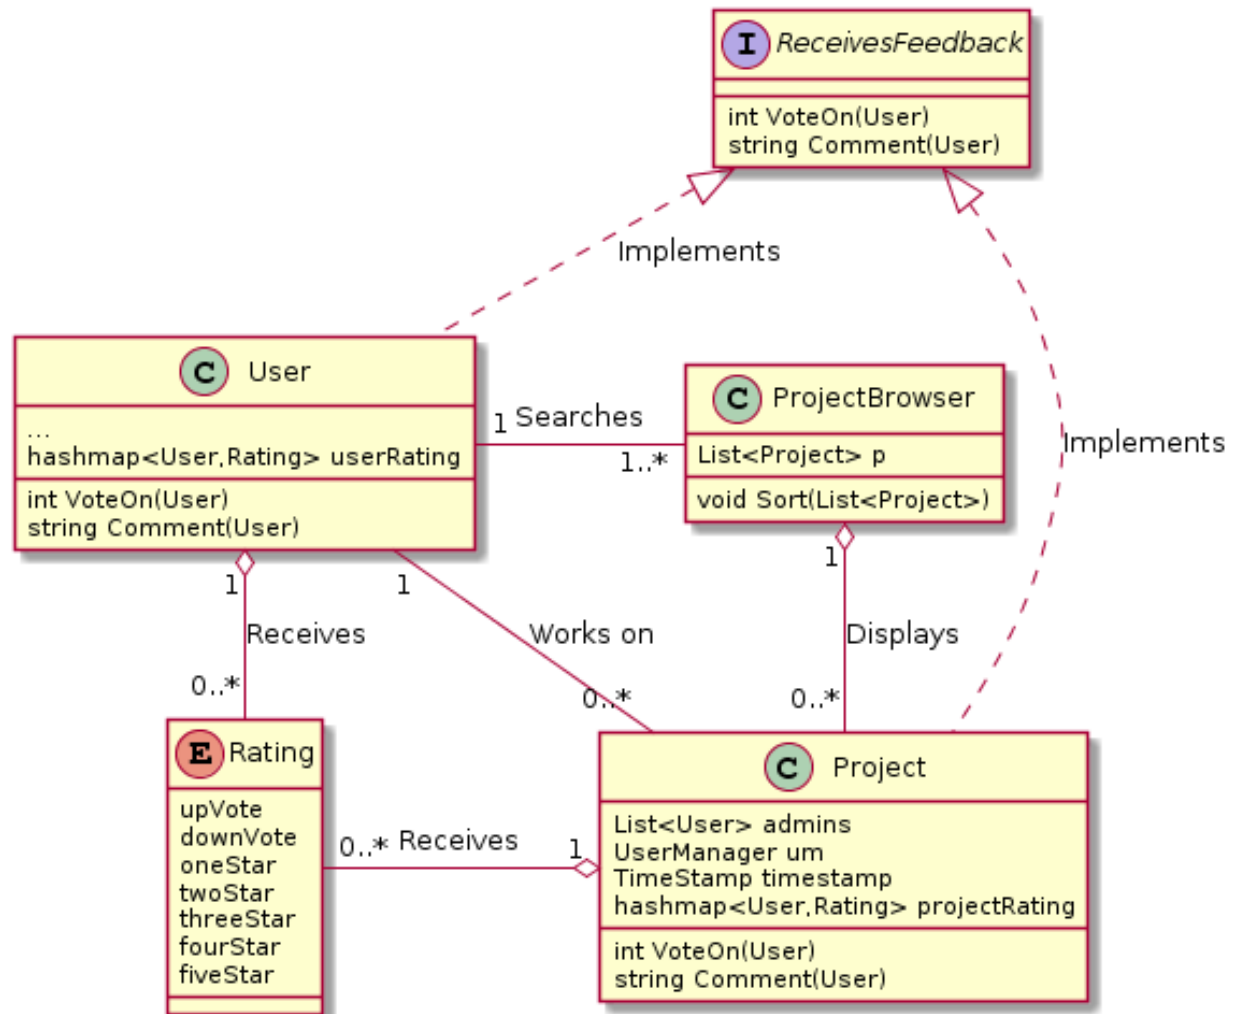 I ReceivesFeedback
int VoteOn(User)
string Comment(User)
Implements
C User
...
hashmap<User,Rating> userRating
int VoteOn(User)
string Comment(User)
1 Searches
1..*
C ProjectBrowser
List<Project> p
void Sort(List<Project>)
Implements
1
Receives
0..*
1
Works on
0..*
1
Displays
0..*
E Rating
upVote
downVote
oneStar
twoStar
threeStar
fourStar
fiveStar
0..* Receives 1
C Project
List<User> admins
UserManager um
TimeStamp timestamp
hashmap<User,Rating> projectRating
int VoteOn(User)
string Comment(User)